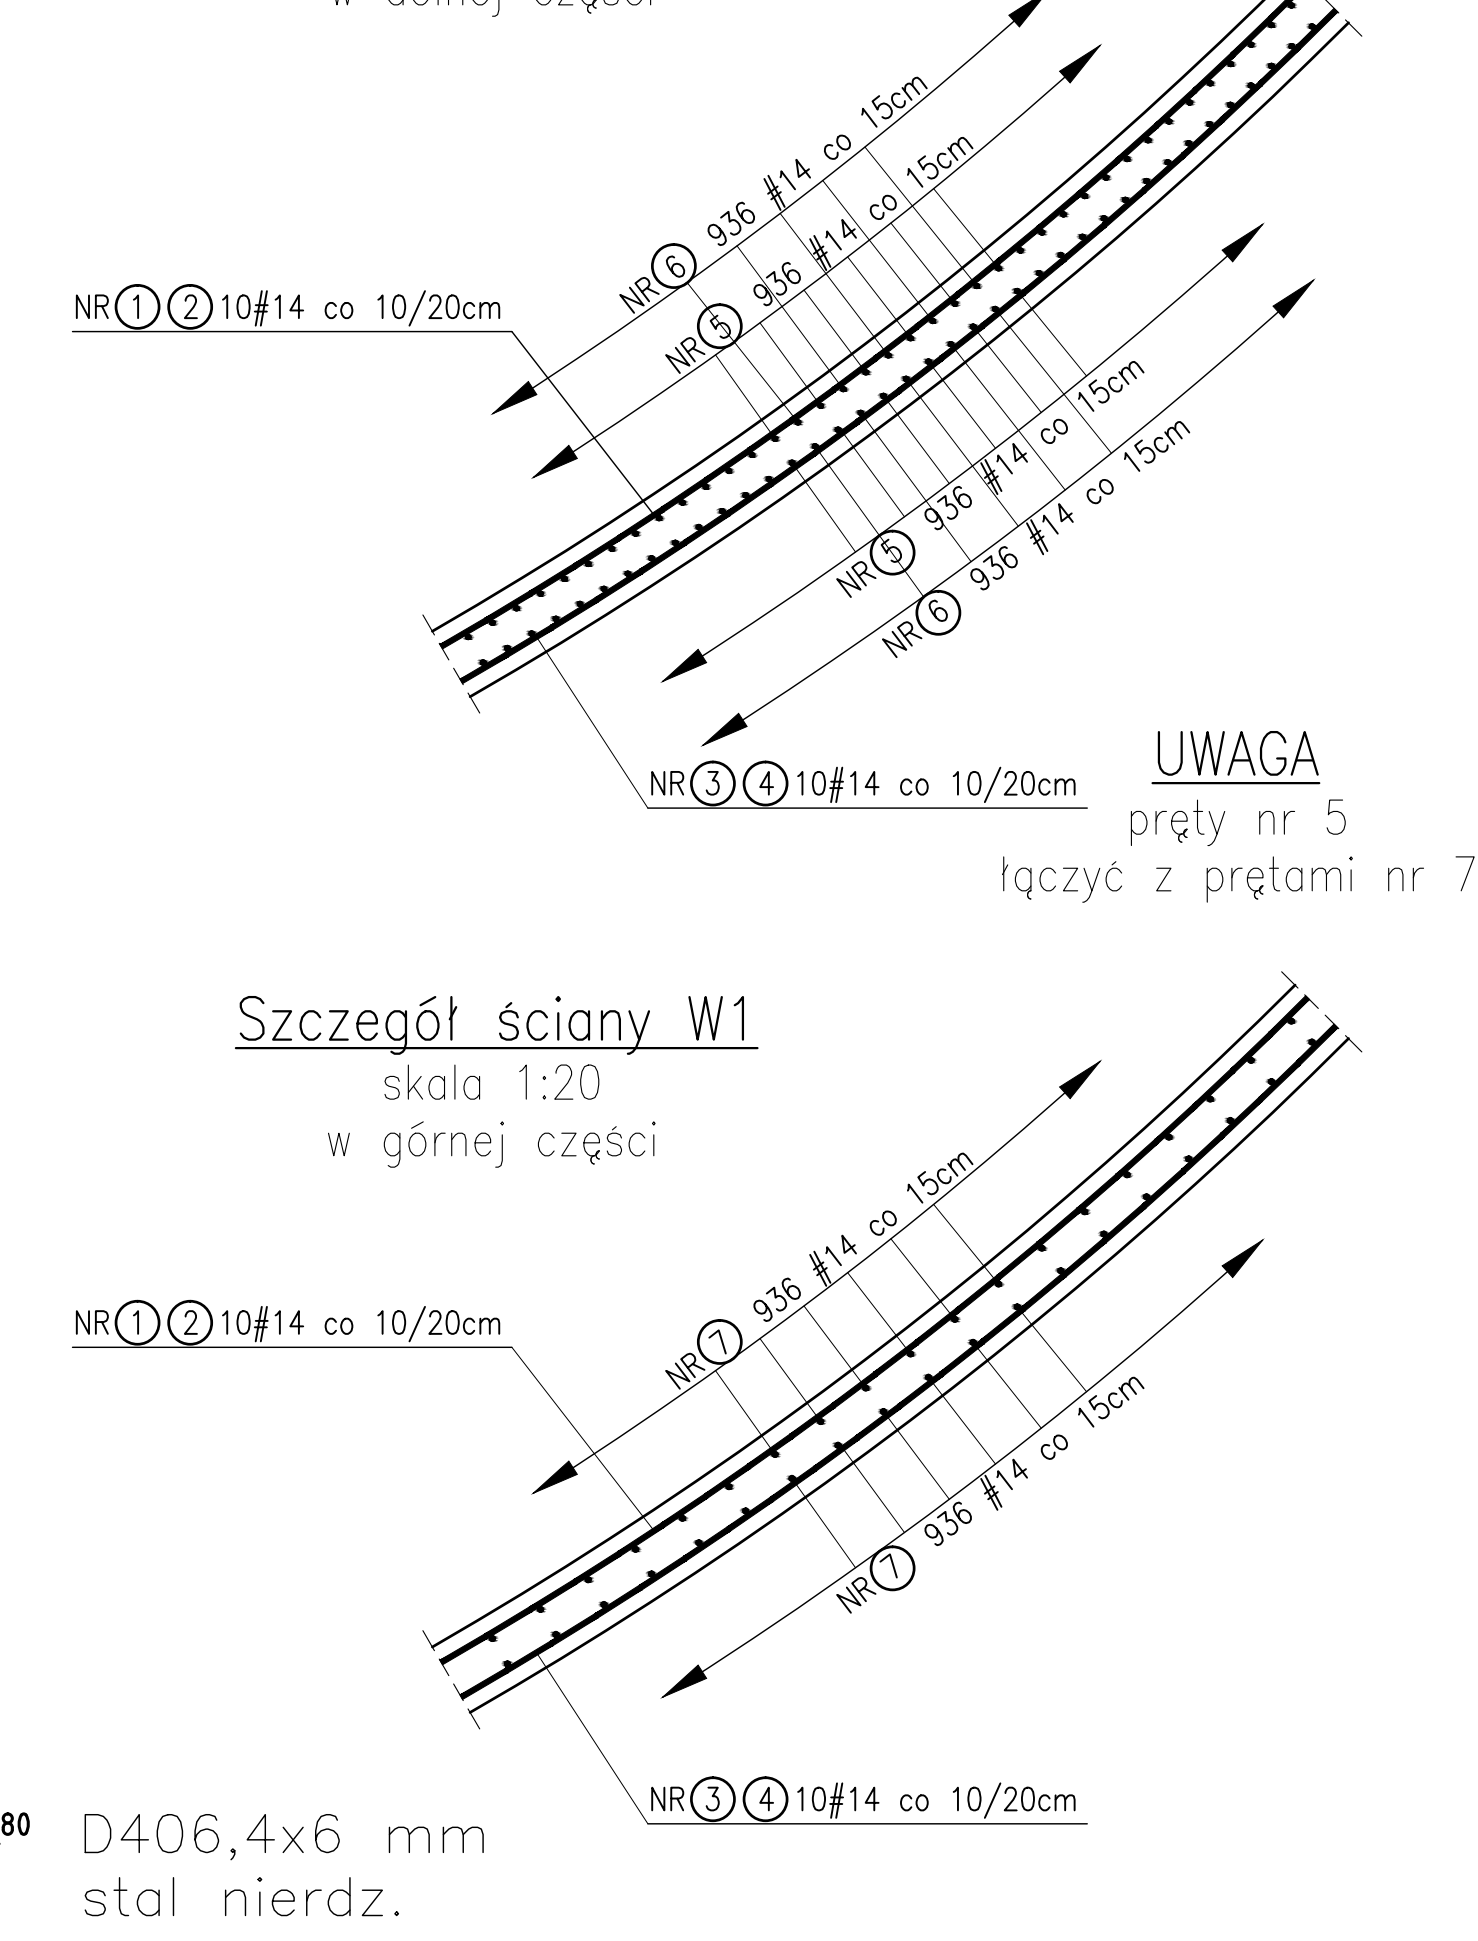 w dolnej części
NR 6 936 #14 co 15cm
NR 5 936 #14 co 15cm
NR 1 2 10#14 co 10/20cm
NR 5 936 #14 co 15cm
NR 6 936 #14 co 15cm
NR 3 4 10#14 co 10/20cm
UWAGA
pręty nr 5
łączyć z prętami nr 7
Szczegół ściany W1
skala 1:20
w górnej części
NR 7 936 #14 co 15cm
NR 1 2 10#14 co 10/20cm
NR 7 936 #14 co 15cm
NR 3 4 10#14 co 10/20cm
80
D406,4x6 mm
stal nierdz.